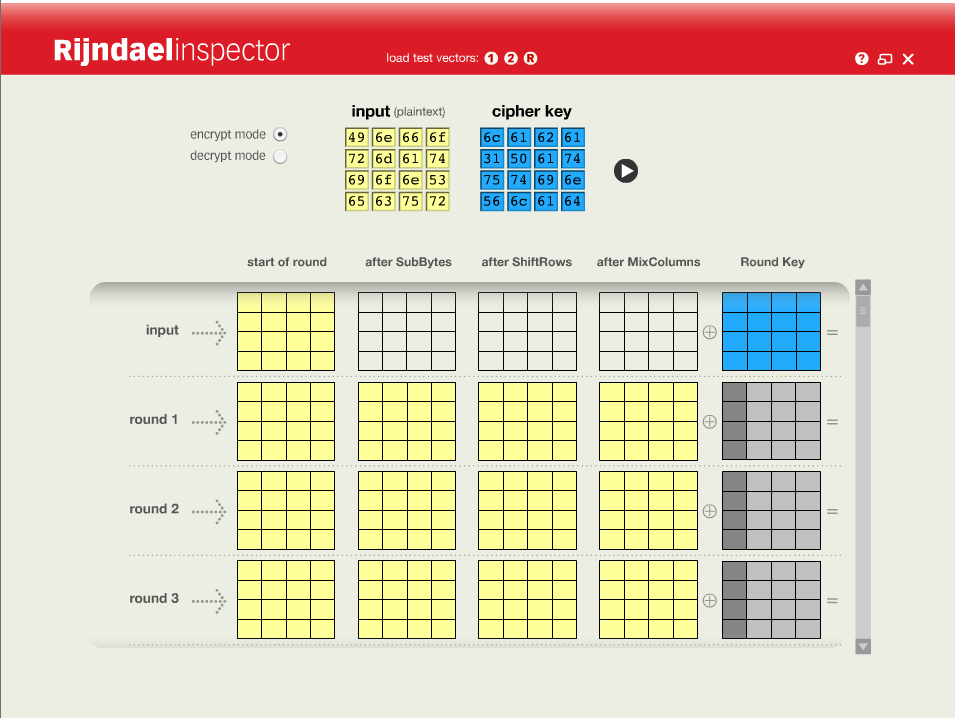 Rijndaelinspector
load test vectors: 1 2 R
?
input (plaintext) cipher key
encrypt mode
decrypt mode
49 6e 66 6f 6c 61 62 61
72 6d 61 74 31 50 61 74
69 6f 6e 53 75 74 69 6e
65 63 75 72 56 6c 61 64
start of round after SubBytes after ShiftRows after MixColumns Round Key
input ⊕ =
round 1 ⊕ =
round 2 ⊕ =
round 3 ⊕ =